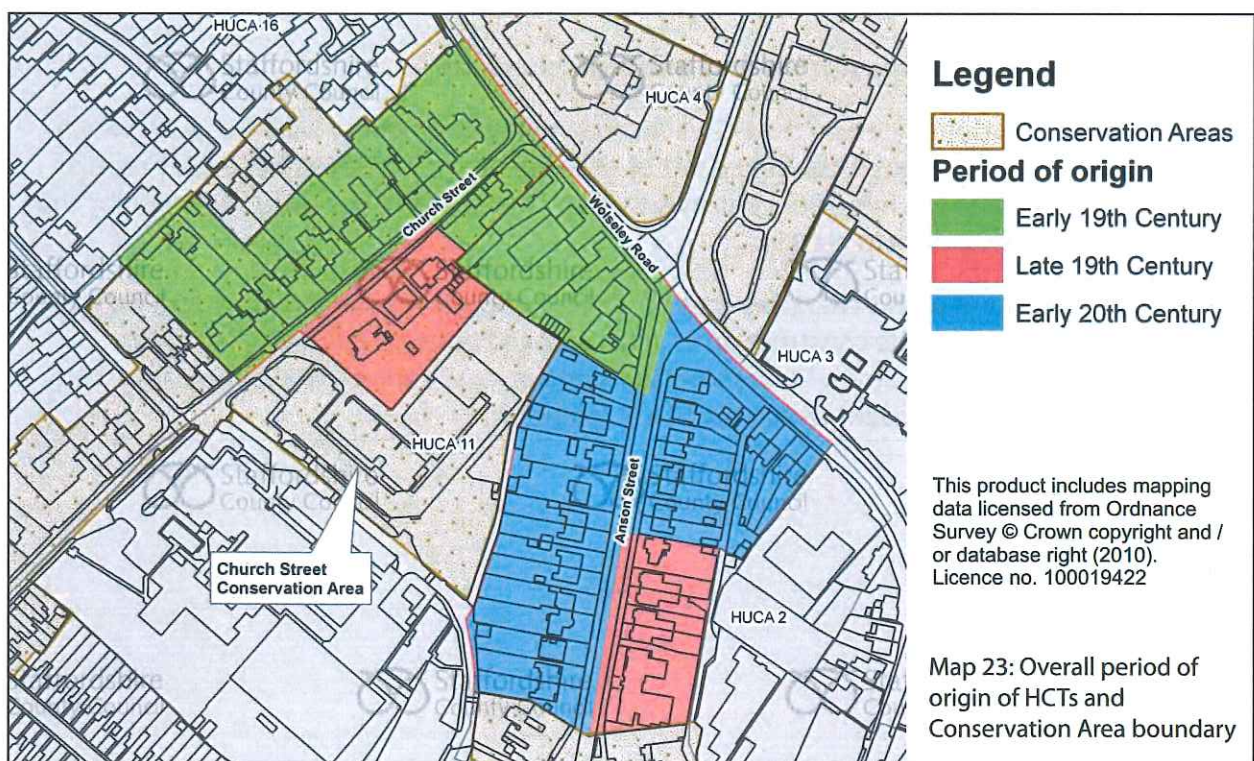 HUCA 16
HUCA 4
Church Street
Wolseley Road
HUCA 3
HUCA 11
Anson Street
Church Street
Conservation Area
HUCA 2
Staffordshire
County Council
Legend
Conservation Areas
Period of origin
Early 19th Century
Late 19th Century
Early 20th Century
This product includes mapping
data licensed from Ordnance
Survey © Crown copyright and /
or database right (2010).
Licence no. 100019422
Map 23: Overall period of
origin of HCTs and
Conservation Area boundary